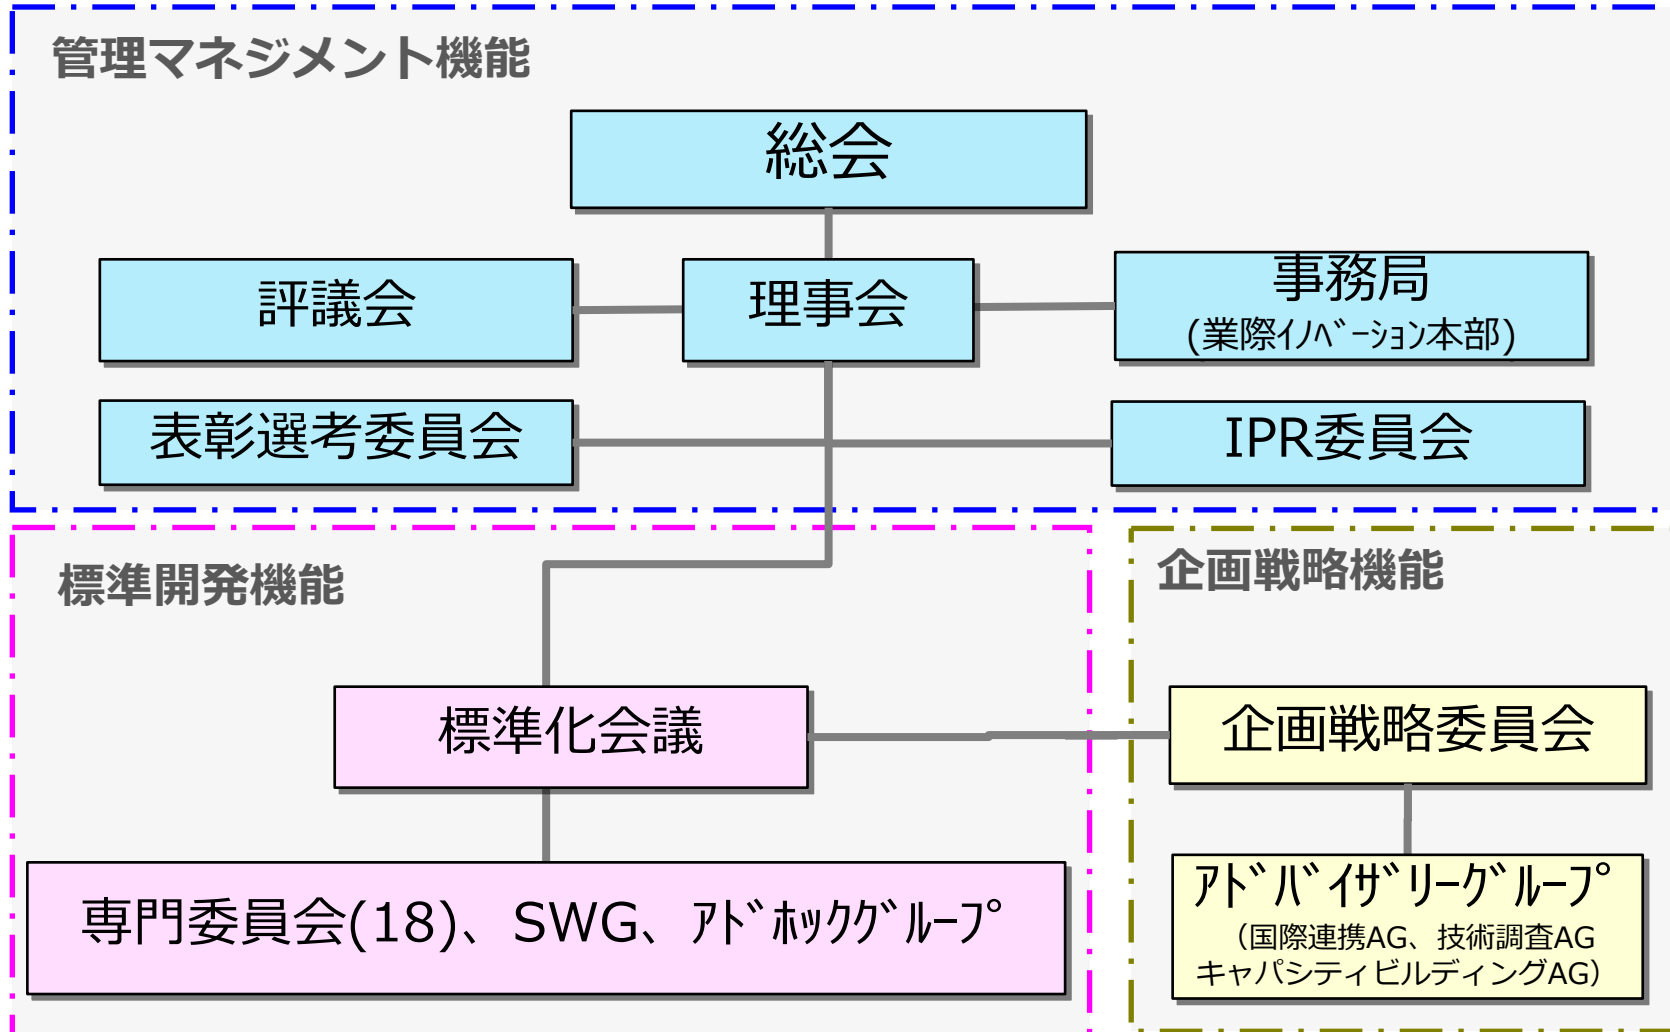 管理マネジメント機能
総会
評議会
理事会
事務局
(業際ｲﾉﾍﾞｰｼｮﾝ本部)
表彰選考委員会
IPR委員会
標準開発機能
企画戦略機能
標準化会議
企画戦略委員会
専門委員会(18)、SWG、ｱﾄﾞﾎｯｸｸﾞﾙｰﾌﾟ
ｱﾄﾞﾊﾞｲｻﾞﾘｰｸﾞﾙｰﾌﾟ
（国際連携AG、技術調査AG
キャパシティビルディングAG）